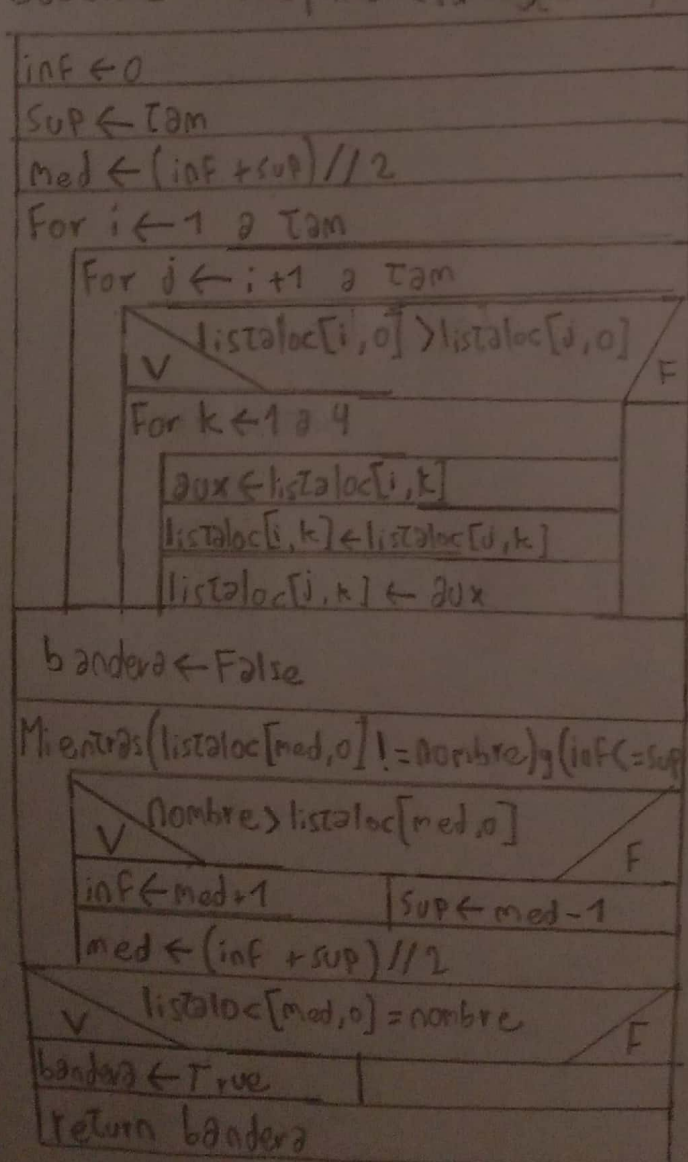 inf ← 0
sup ← tam
med ← (inf + sup) // 2
For i ← 1 a tam
For j ← i+1 a tam
listaloc[i,0] > listaloc[j,0]
V F
For k ← 1 a 4
aux ← listaloc[i,k]
listaloc[i,k] ← listaloc[j,k]
listaloc[j,k] ← aux
bandera ← False
Mientras(listaloc[med,0] != nombre)y(inf<=sup
nombre > listaloc[med,0]
V F
inf ← med+1 sup ← med-1
med ← (inf + sup) // 2
listaloc[med,0] = nombre
V F
bandera ← True
return bandera